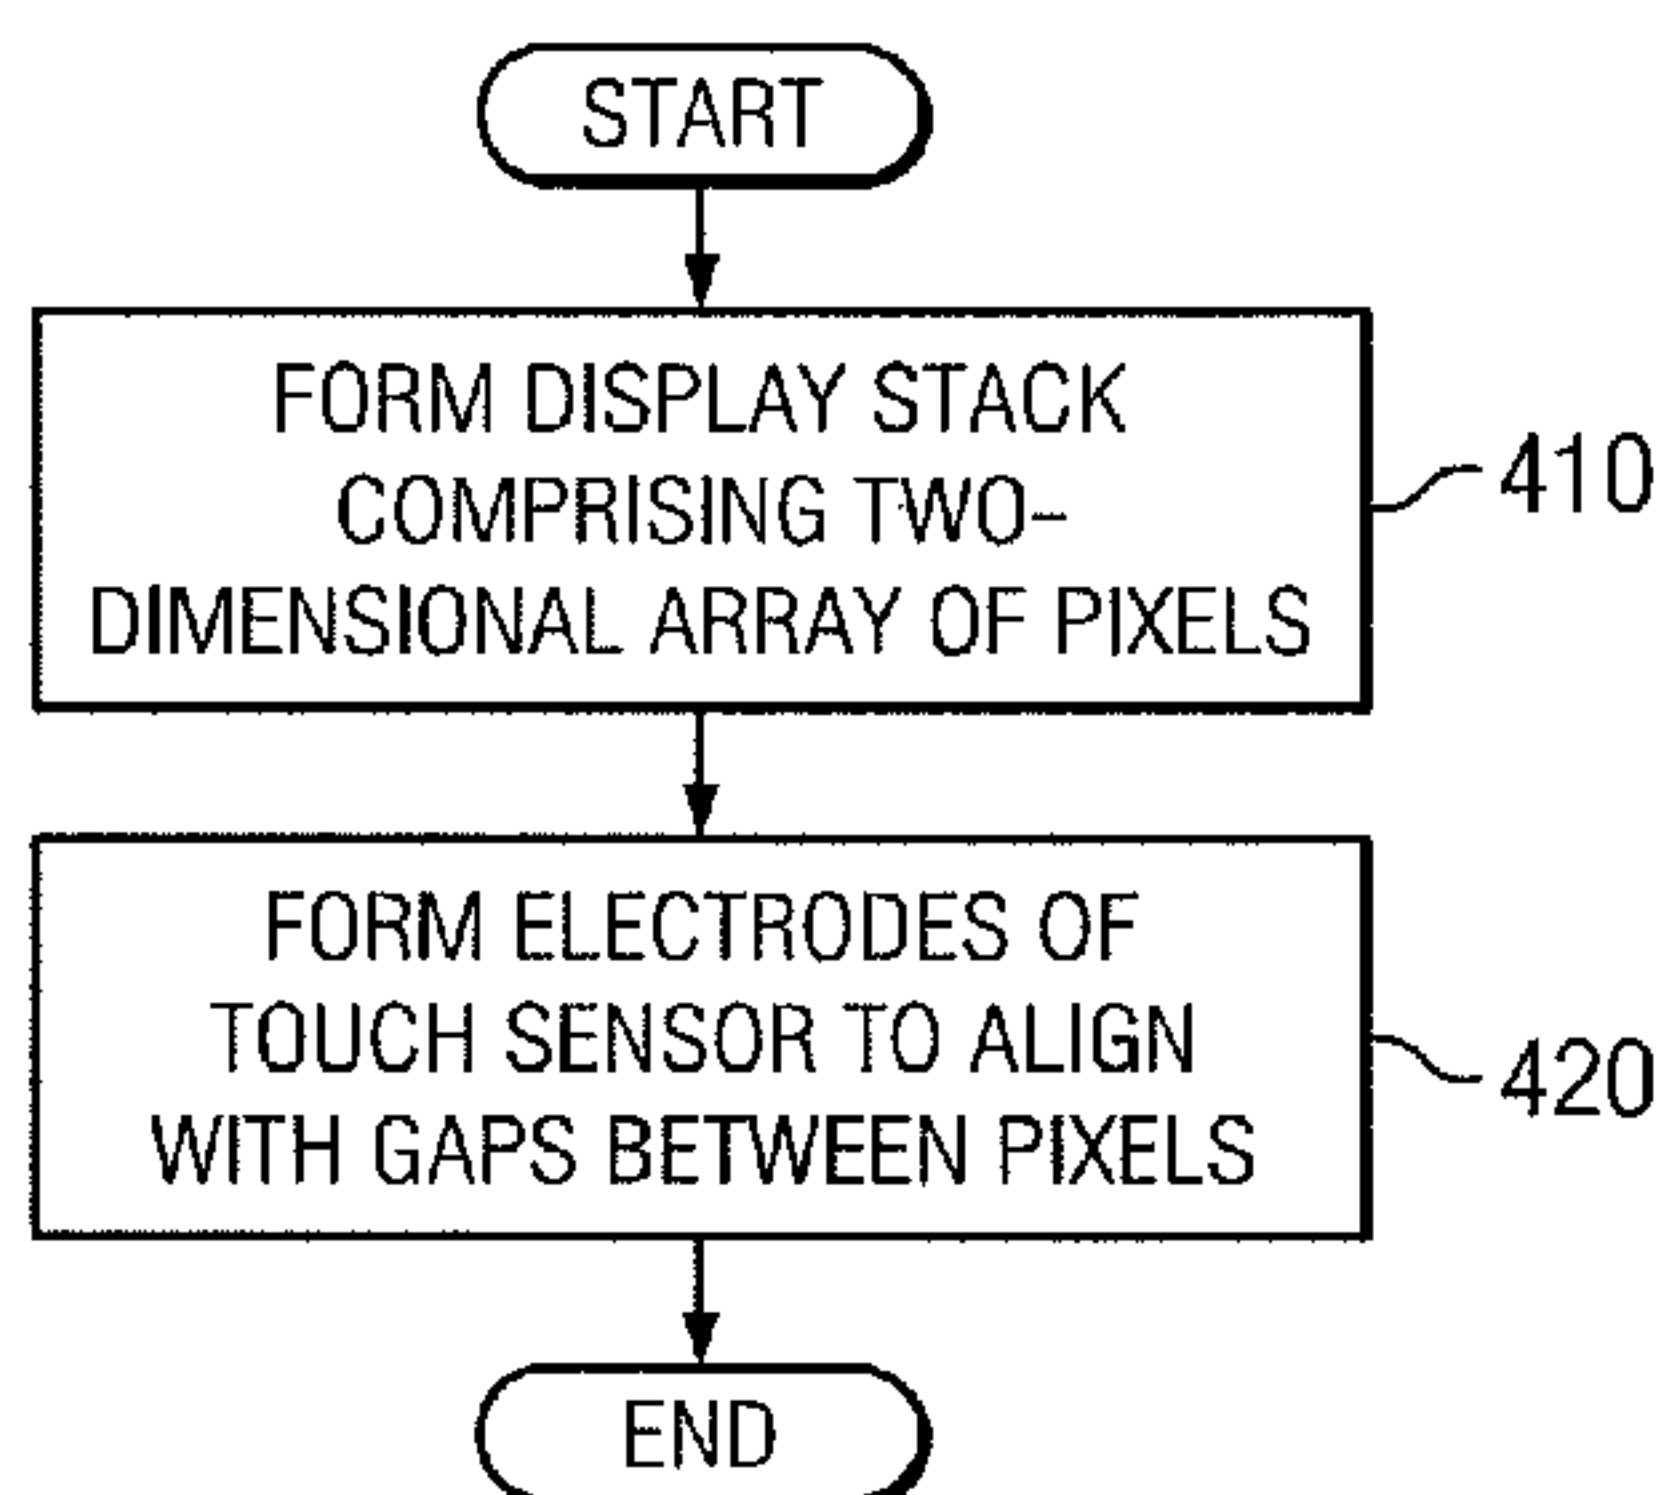 START
FORM DISPLAY STACK
COMPRISING TWO-
DIMENSIONAL ARRAY OF PIXELS
410
FORM ELECTRODES OF
TOUCH SENSOR TO ALIGN
WITH GAPS BETWEEN PIXELS
420
END